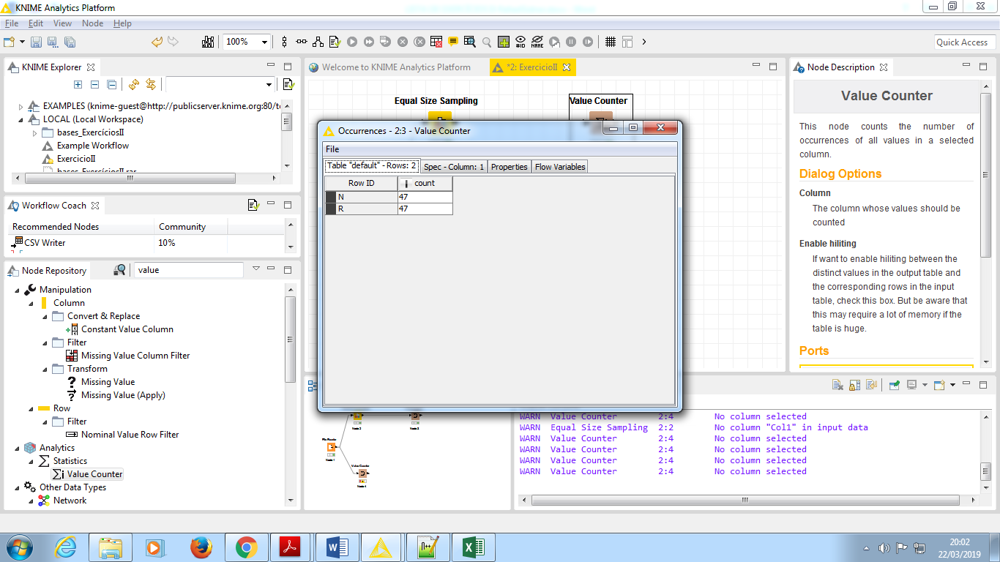 KNIME Analytics Platform
File Edit View Node Help
100%
Quick Access
KNIME Explorer
EXAMPLES (knime-guest@http://publicserver.knime.org:80/t
LOCAL (Local Workspace)
bases_ExercíciosII
Example Workflow
ExercicioII
bases_ExercíciosII.rar
Workflow Coach
Recommended Nodes Community
CSV Writer 10%
Node Repository
value
Manipulation
Column
Convert & Replace
Constant Value Column
Filter
Missing Value Column Filter
Transform
Missing Value
Missing Value (Apply)
Row
Filter
Nominal Value Row Filter
Analytics
Statistics
Value Counter
Other Data Types
Network
Welcome to KNIME Analytics Platform
*2: ExercicioII
Equal Size Sampling
Value Counter
Occurrences - 2:3 - Value Counter
File
Table "default" - Rows: 2 Spec - Column: 1 Properties Flow Variables
Row ID count
N 47
R 47
File Reader
Node 1
Node 2
Node 3
Value Counter
Node 4
WARN Value Counter 2:4 No column selected
WARN Equal Size Sampling 2:2 No column "Col1" in input data
WARN Value Counter 2:4 No column selected
WARN Value Counter 2:4 No column selected
WARN Value Counter 2:4 No column selected
WARN Value Counter 2:4 No column selected
Node Description
Value Counter
This node counts the number of
occurrences of all values in a selected
column.
Dialog Options
Column
The column whose values should be
counted
Enable hiliting
If want to enable hiliting between the
distinct values in the output table and
the corresponding rows in the input
table, check this box. But be aware that
this may require a lot of memory if the
table is huge.
Ports
20:02
22/03/2019